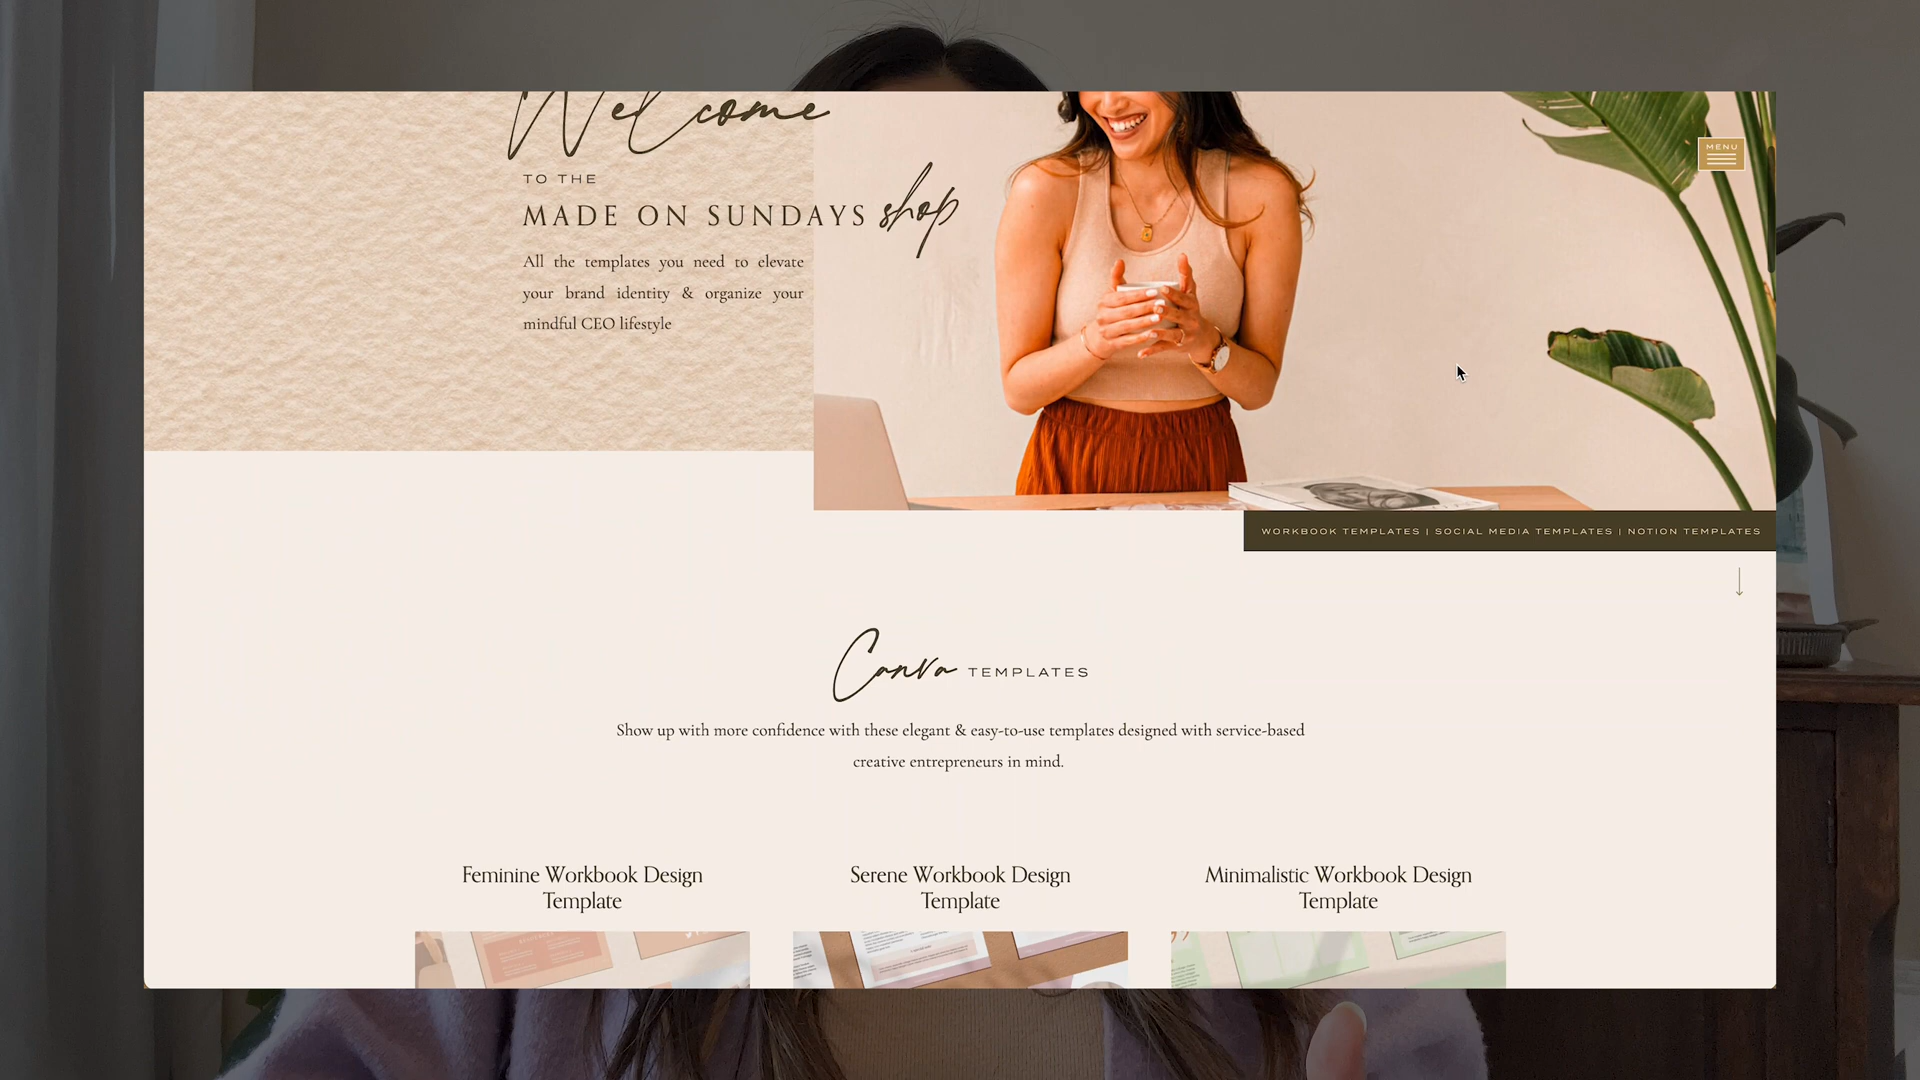 Welcome
TO THE
MADE ON SUNDAYS shop
All the templates you need to elevate
your brand identity & organize your
mindful CEO lifestyle
MENU
WORKBOOK TEMPLATES | SOCIAL MEDIA TEMPLATES | NOTION TEMPLATES
Canva TEMPLATES
Show up with more confidence with these elegant & easy-to-use templates designed with service-based
creative entrepreneurs in mind.
Feminine Workbook Design
Template
Serene Workbook Design
Template
Minimalistic Workbook Design
Template